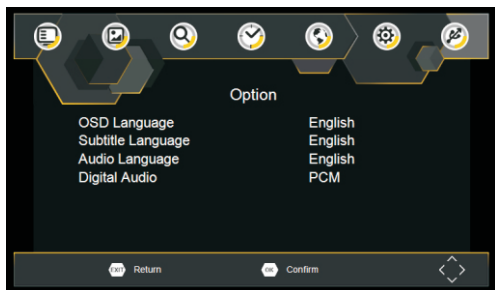 Option
OSD Language English
Subtitle Language English
Audio Language English
Digital Audio PCM
EXIT Return OK Confirm